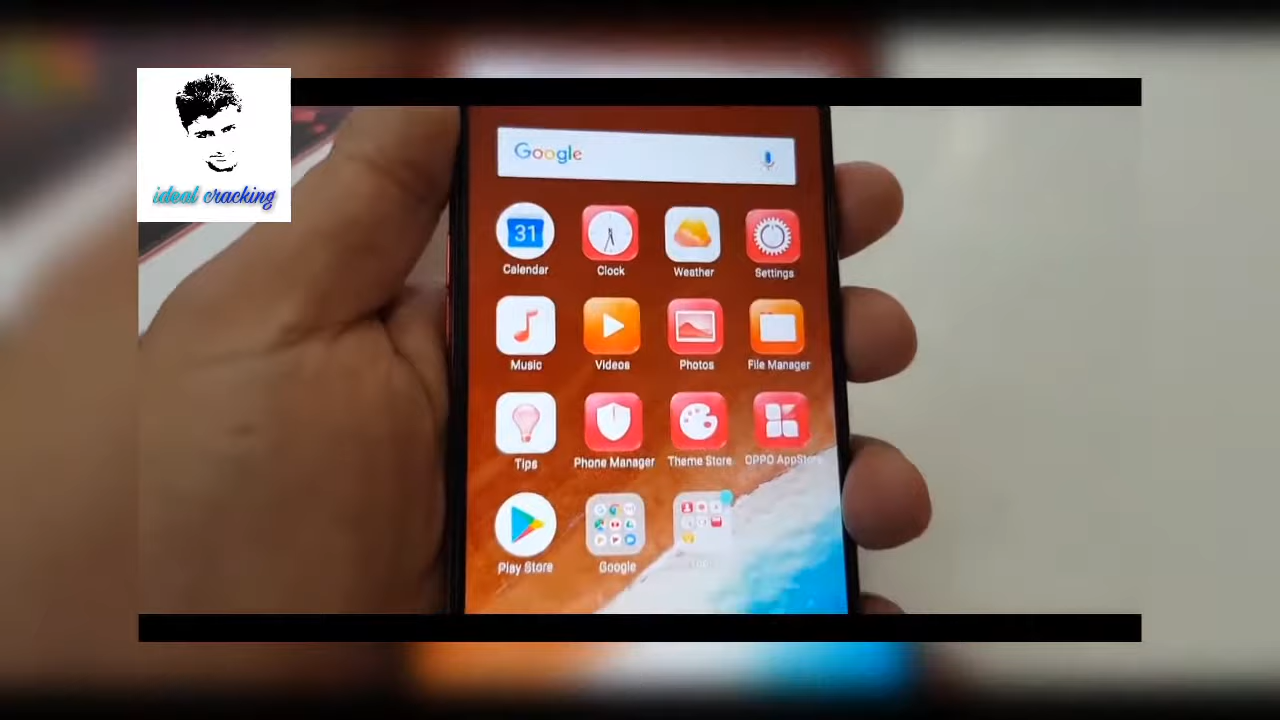 ideal cracking
Google
31
Calendar
Clock
Weather
Settings
Music
Videos
Photos
File Manager
Tips
Phone Manager
Theme Store
OPPO AppStore
Play Store
Google